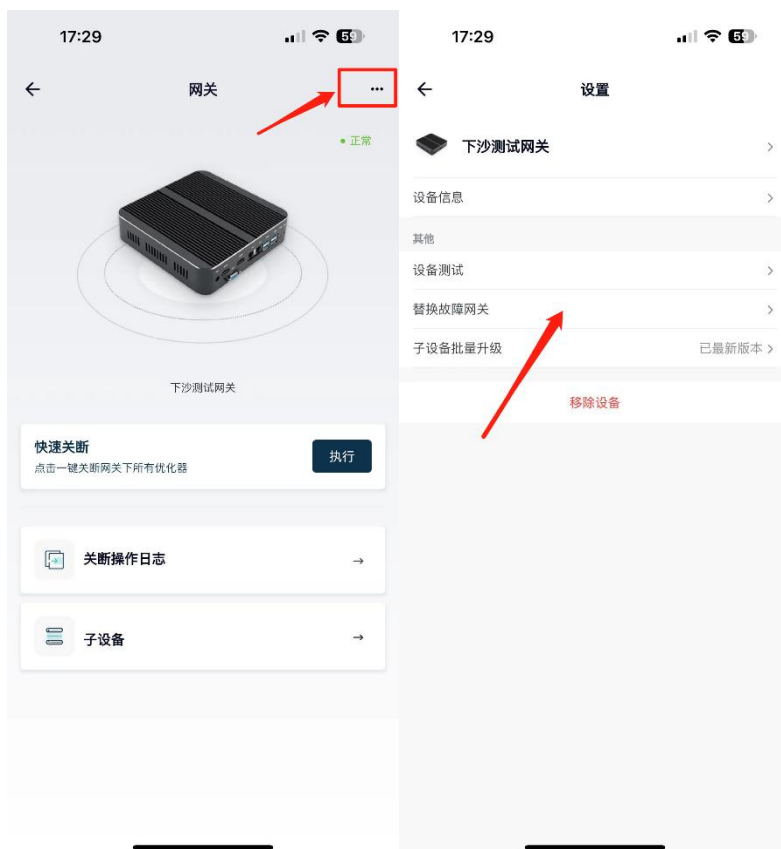 17:29
59
网关
•••
正常
下沙测试网关
快速关断
点击一键关断网关下所有优化器
执行
关断操作日志
子设备
17:29
59
设置
下沙测试网关
设备信息
其他
设备测试
替换故障网关
子设备批量升级
已最新版本
移除设备